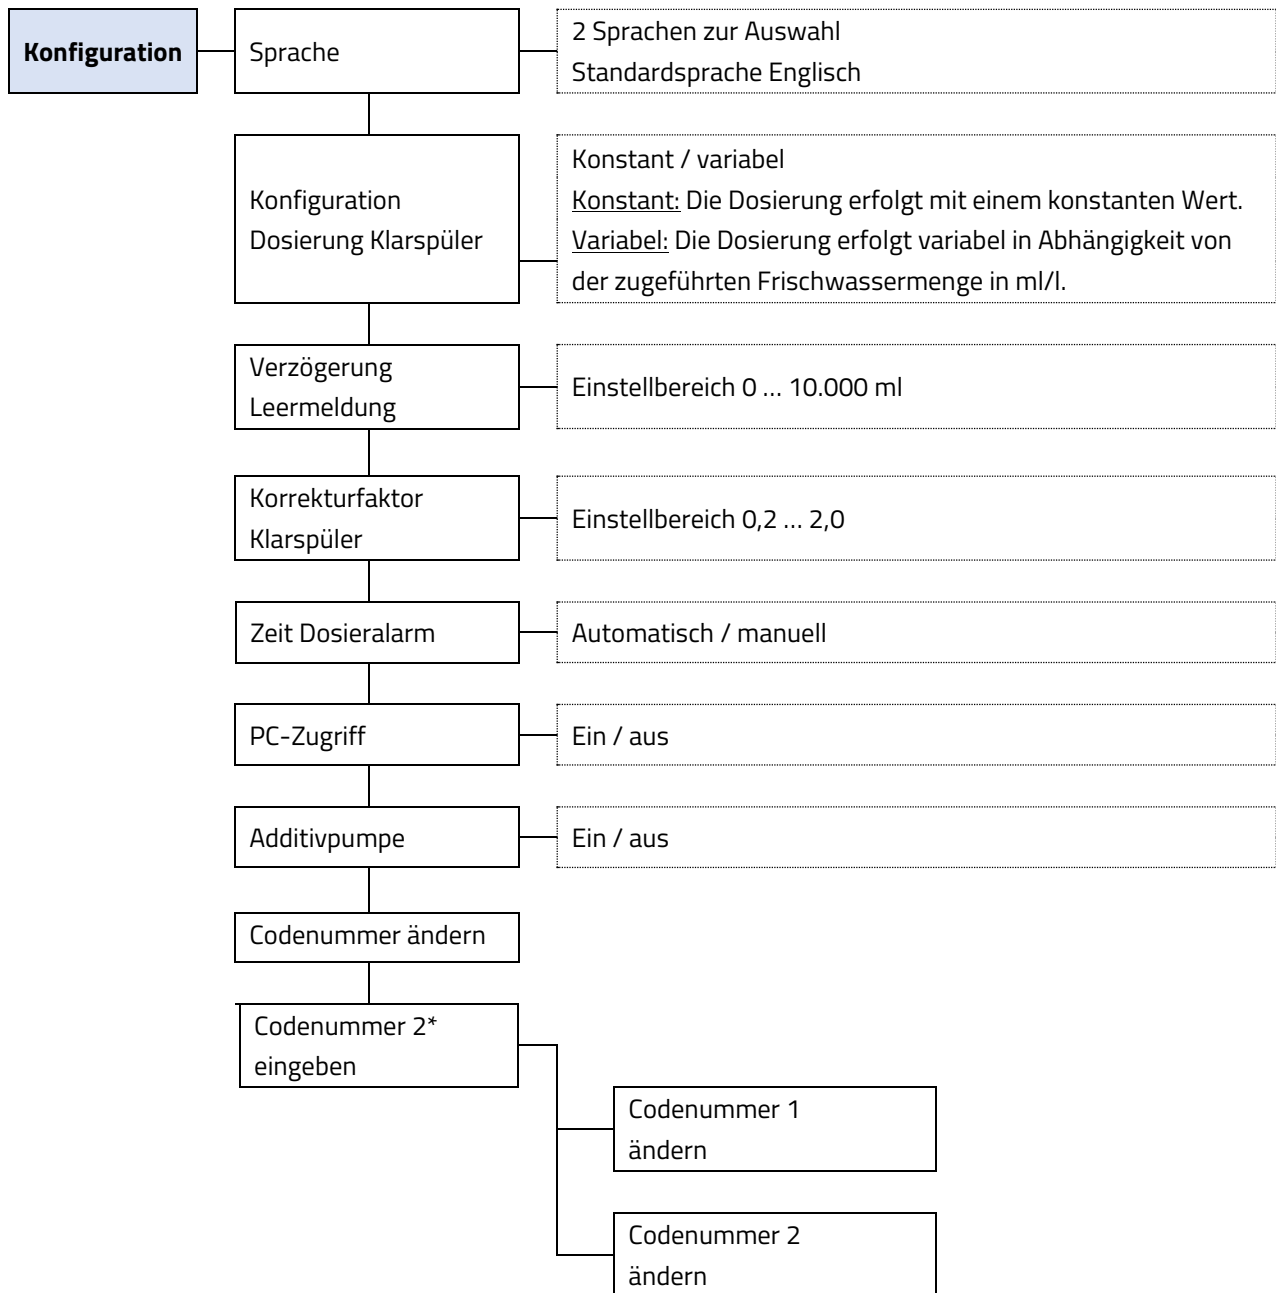 Konfiguration
Sprache
2 Sprachen zur Auswahl
Standardsprache Englisch
Konfiguration
Dosierung Klarspüler
Konstant / variabel
Konstant: Die Dosierung erfolgt mit einem konstanten Wert.
Variabel: Die Dosierung erfolgt variabel in Abhängigkeit von
der zugeführten Frischwassermenge in ml/l.
Verzögerung
Leermeldung
Einstellbereich 0 … 10.000 ml
Korrekturfaktor
Klarspüler
Einstellbereich 0,2 … 2,0
Zeit Dosieralarm
Automatisch / manuell
PC-Zugriff
Ein / aus
Additivpumpe
Ein / aus
Codenummer ändern
Codenummer 2*
eingeben
Codenummer 1
ändern
Codenummer 2
ändern